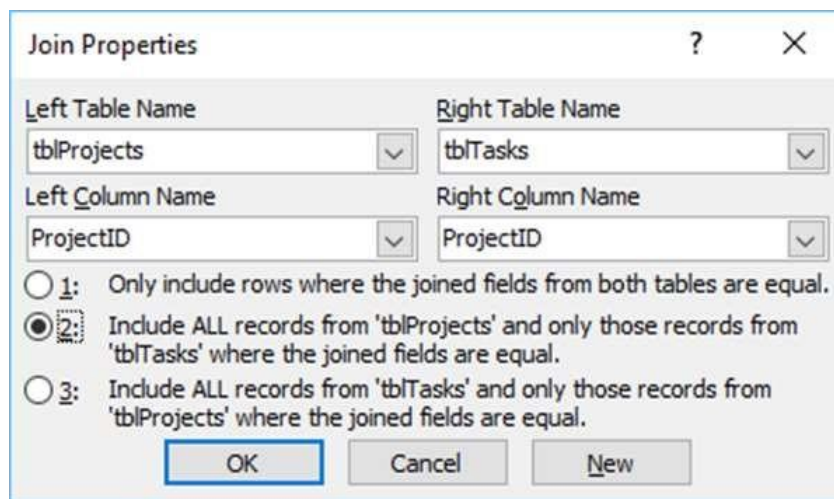 Join Properties ?
Left Table Name Right Table Name
tblProjects tblTasks
Left Column Name Right Column Name
ProjectID ProjectID
1: Only include rows where the joined fields from both tables are equal.
2: Include ALL records from 'tblProjects' and only those records from
'tblTasks' where the joined fields are equal.
3: Include ALL records from 'tblTasks' and only those records from
'tblProjects' where the joined fields are equal.
OK Cancel New